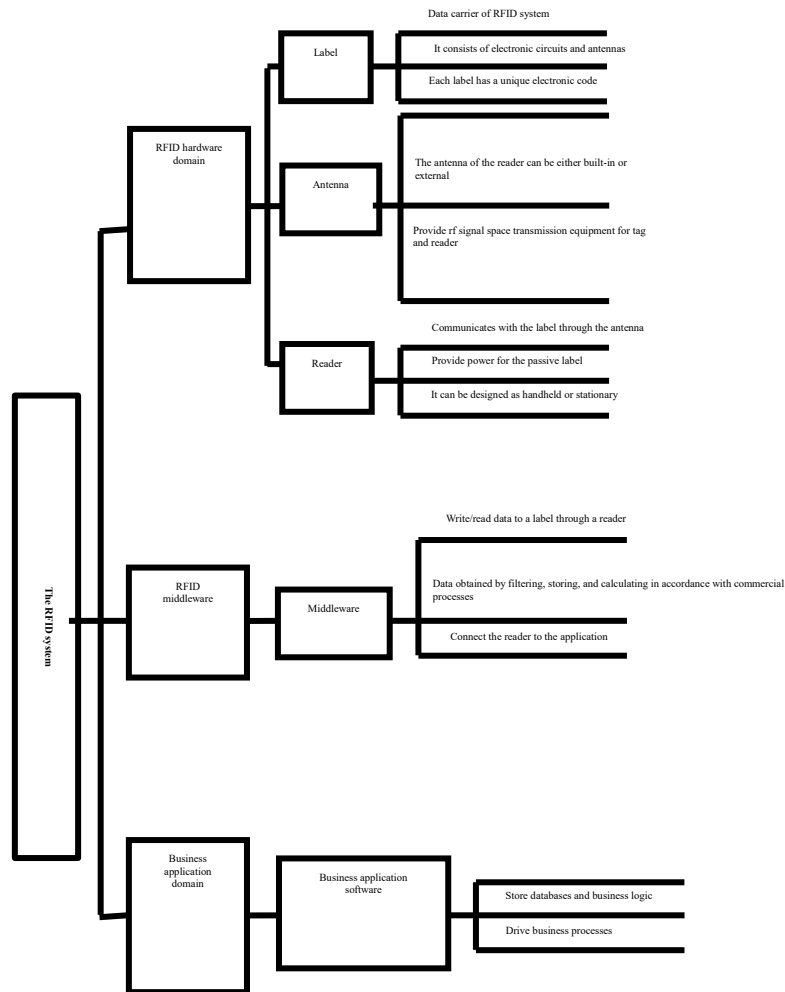 Data carrier of RFID system
Label
It consists of electronic circuits and antennas
Each label has a unique electronic code
RFID hardware
domain
The antenna of the reader can be either built-in or
external
Antenna
Provide rf signal space transmission equipment for tag
and reader
Communicates with the label through the antenna
Reader
Provide power for the passive label
It can be designed as handheld or stationary
The RFID system
Write/read data to a label through a reader
RFID
middleware
Middleware
Data obtained by filtering, storing, and calculating in accordance with commercial
processes
Connect the reader to the application
Business
application
domain
Business application
software
Store databases and business logic
Drive business processes